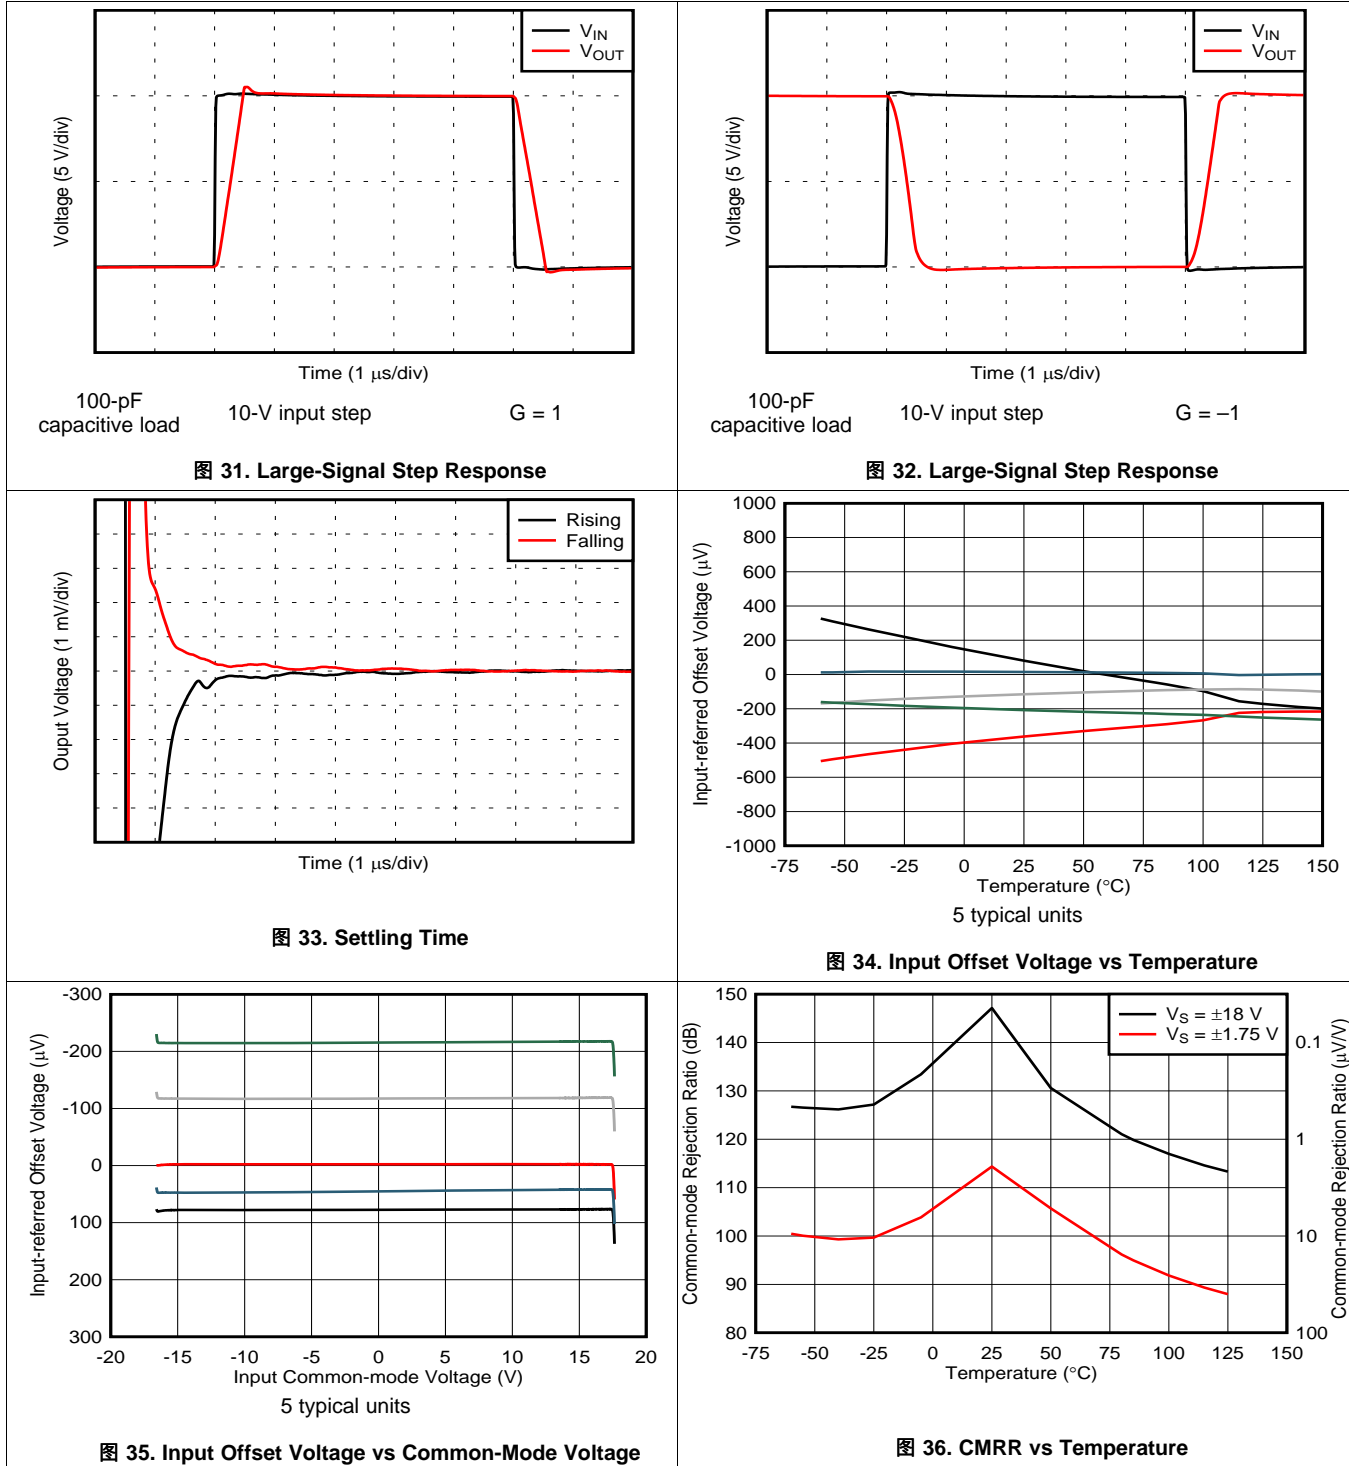 V_IN
V_OUT
Voltage (5 V/div)
Time (1 μs/div)
100-pF
capacitive load
10-V input step
G = 1
图 31. Large-Signal Step Response
V_IN
V_OUT
Voltage (5 V/div)
Time (1 μs/div)
100-pF
capacitive load
10-V input step
G = –1
图 32. Large-Signal Step Response
Rising
Falling
Ouput Voltage (1 mV/div)
Time (1 μs/div)
图 33. Settling Time
1000
800
600
400
200
0
-200
-400
-600
-800
-1000
Input-referred Offset Voltage (μV)
-75 -50 -25 0 25 50 75 100 125 150
Temperature (°C)
5 typical units
图 34. Input Offset Voltage vs Temperature
-300
-200
-100
0
100
200
300
Input-referred Offset Voltage (μV)
-20 -15 -10 -5 0 5 10 15 20
Input Common-mode Voltage (V)
5 typical units
图 35. Input Offset Voltage vs Common-Mode Voltage
V_S = ±18 V
V_S = ±1.75 V
150
140
130
120
110
100
90
80
Common-mode Rejection Ratio (dB)
0.1
1
10
100
Common-mode Rejection Ratio (μV/V)
-75 -50 -25 0 25 50 75 100 125 150
Temperature (°C)
图 36. CMRR vs Temperature